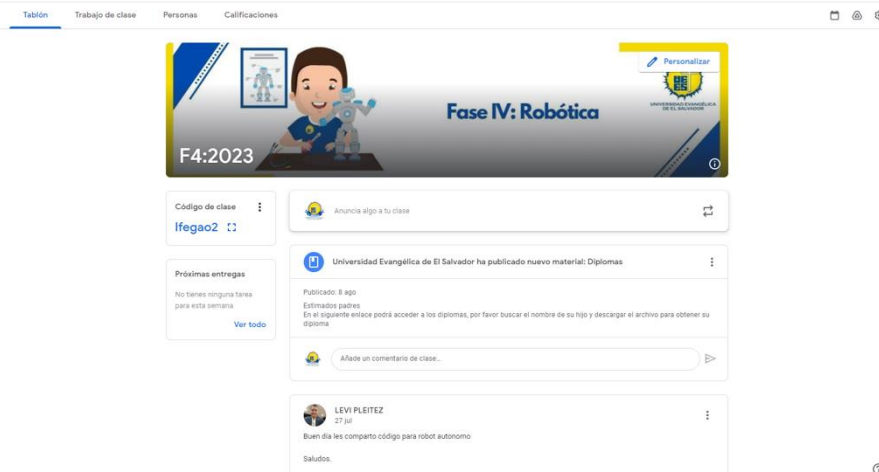 Tablón
Trabajo de clase
Personas
Calificaciones
Personalizar
UNIVERSIDAD EVANGÉLICA
DE EL SALVADOR
Fase IV: Robótica
F4:2023
Código de clase
lfegao2
Próximas entregas
No tienes ninguna tarea
para esta semana
Ver todo
Anuncia algo a tu clase
Universidad Evangélica de El Salvador ha publicado nuevo material: Diplomas
Publicado: 8 ago
Estimados padres
En el siguiente enlace podrá acceder a los diplomas, por favor buscar el nombre de su hijo y descargar el archivo para obtener su
diploma
Añade un comentario de clase...
LEVI PLEITEZ
27 jul
Buen día les comparto código para robot autonomo
Saludos.